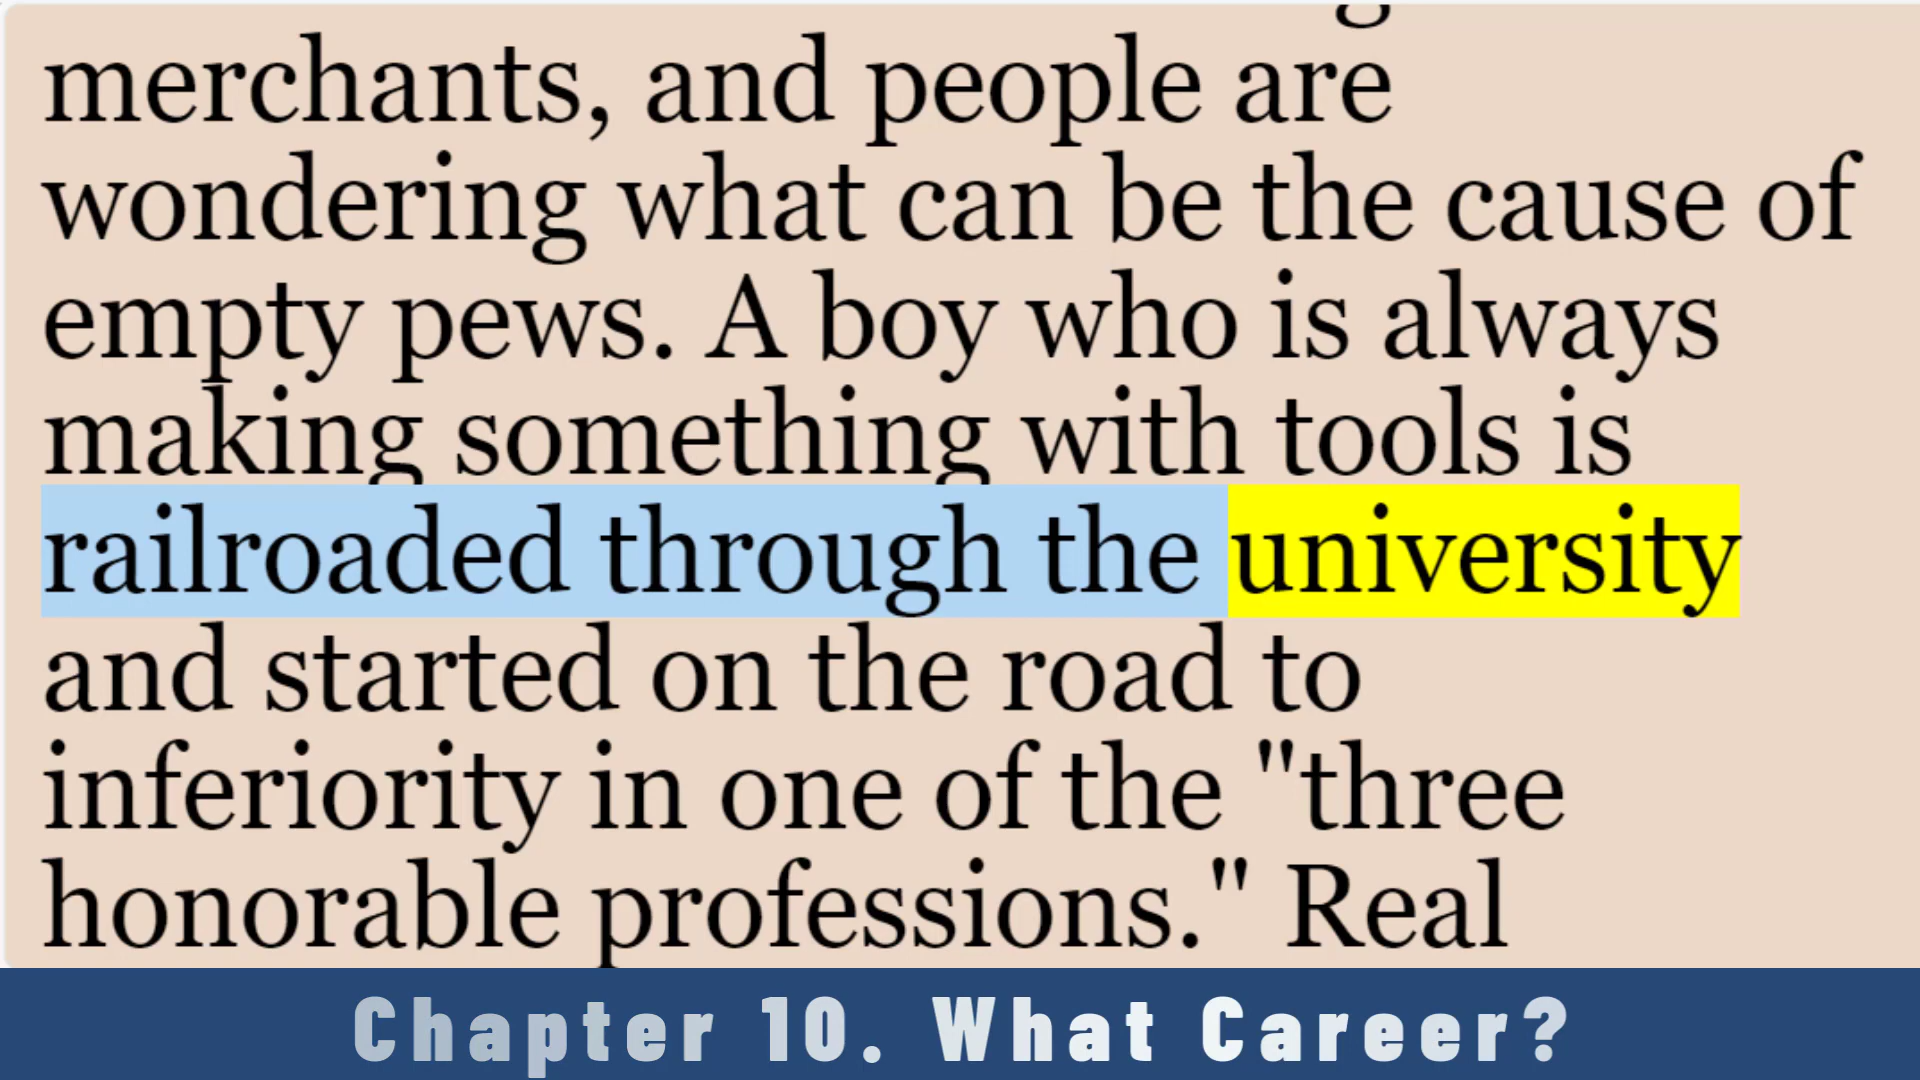 merchants, and people are
wondering what can be the cause of
empty pews. A boy who is always
making something with tools is
railroaded through the university
and started on the road to
inferiority in one of the "three
honorable professions." Real
Chapter 10. What Career?